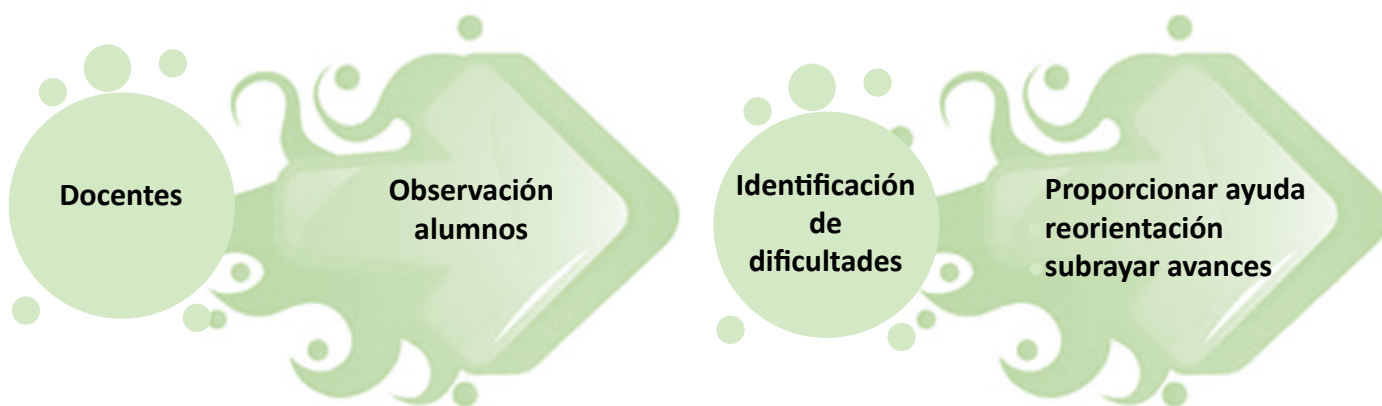 Docentes
Observación
alumnos
Identificación
de
dificultades
Proporcionar ayuda
reorientación
subrayar avances